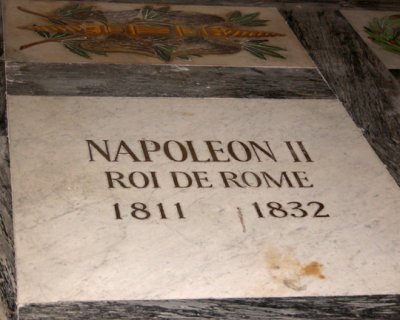 NAPOLEON II
ROI DE ROME
1811 1832